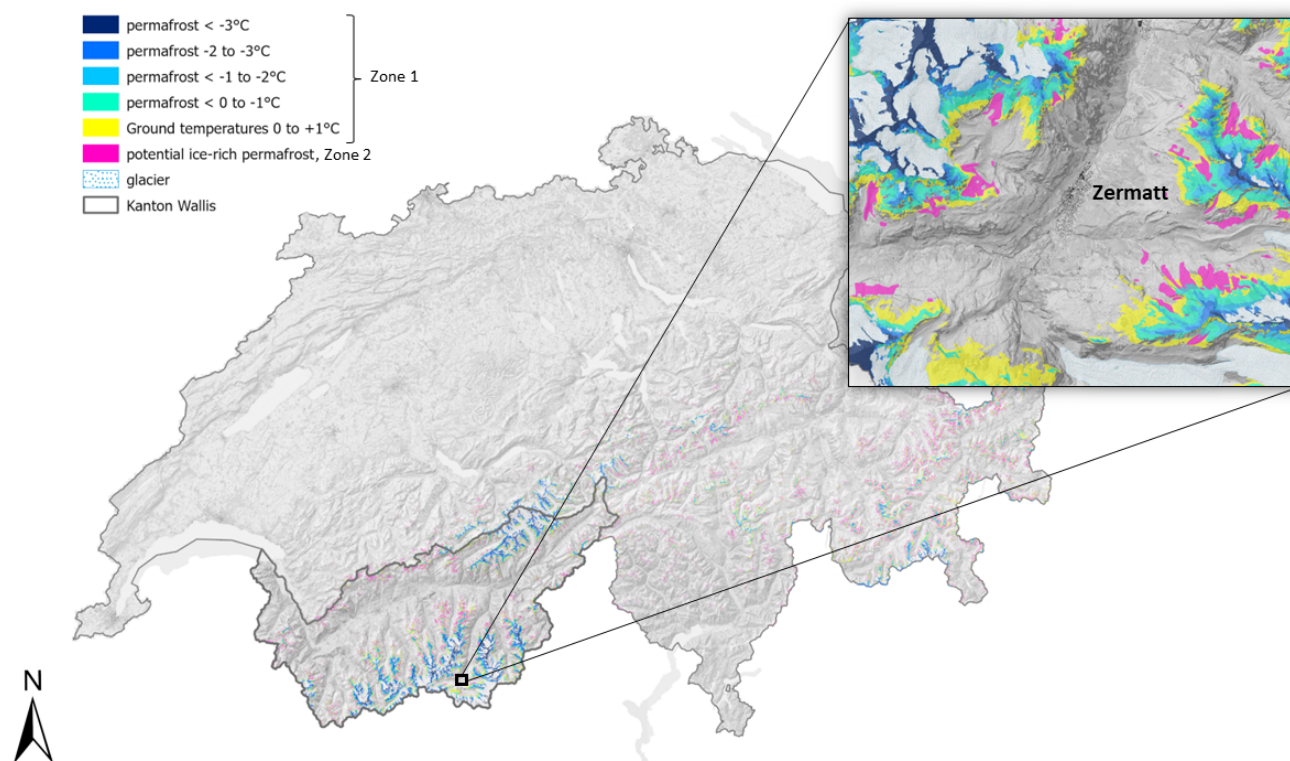 permafrost < -3°C
permafrost -2 to -3°C
permafrost < -1 to -2°C
permafrost < 0 to -1°C
Ground temperatures 0 to +1°C
Zone 1
potential ice-rich permafrost, Zone 2
glacier
Kanton Wallis
Zermatt
N